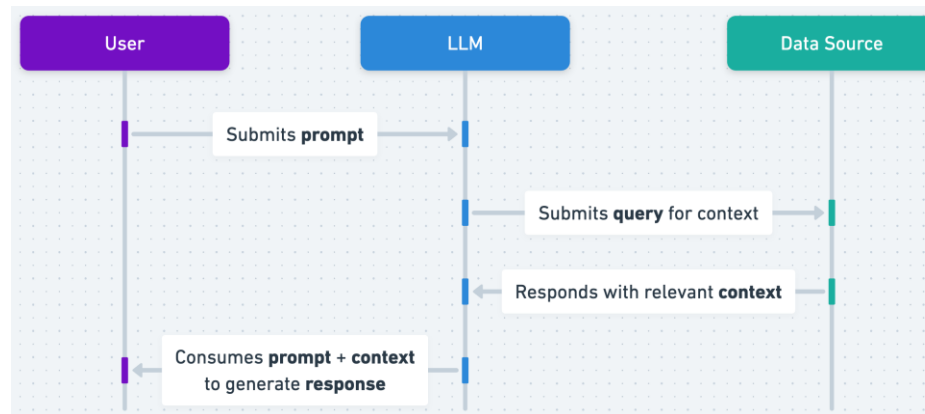 User
LLM
Data Source
Submits prompt
Submits query for context
Responds with relevant context
Consumes prompt + context
to generate response